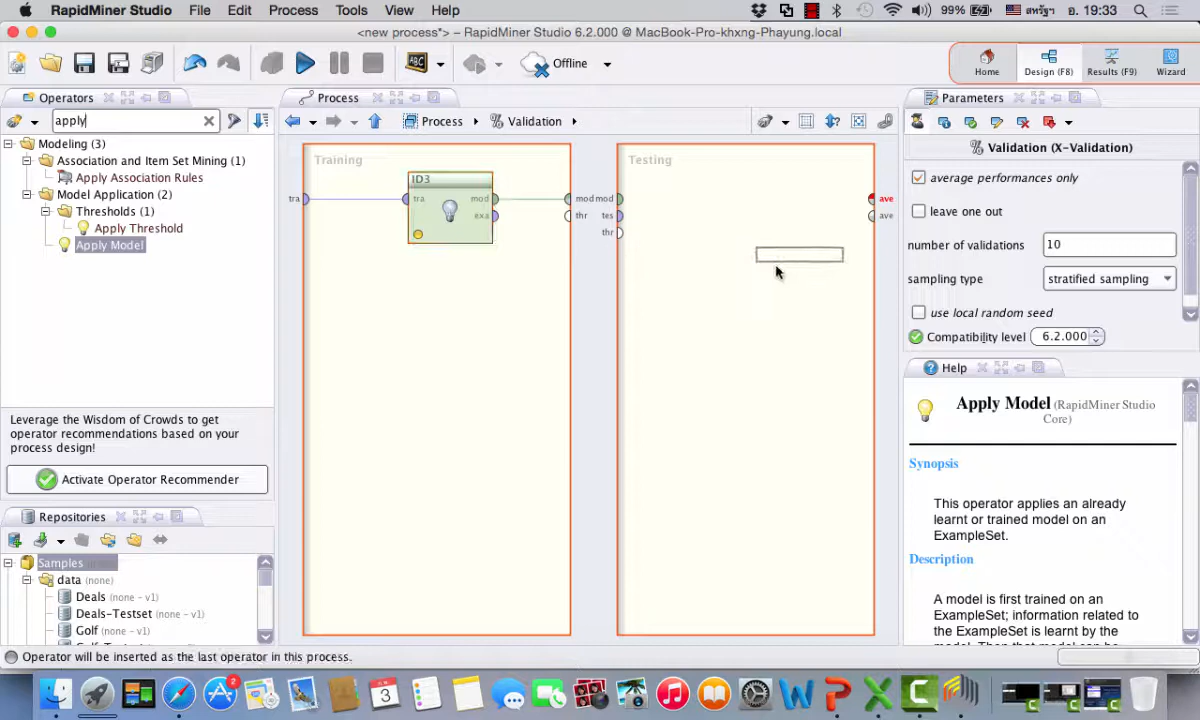 RapidMiner Studio File Edit Process Tools View Help 99% สหรัฐฯ อ. 19:33
<new process*> – RapidMiner Studio 6.2.000 @ MacBook-Pro-khxng-Phayung.local
ABC Offline Home Design (F8) Results (F9) Wizard
Operators Process Parameters
apply Process Validation
Validation (X-Validation)
Modeling (3)
Association and Item Set Mining (1)
Apply Association Rules
Model Application (2)
Thresholds (1)
Apply Threshold
Apply Model
Leverage the Wisdom of Crowds to get
operator recommendations based on your
process design!
Activate Operator Recommender
Repositories
Samples
data (none)
Deals (none – v1)
Deals-Testset (none – v1)
Golf (none – v1)
Training
ID3
tra tra mod mod
exa thr
Testing
mod ave
tes ave
thr
average performances only
leave one out
number of validations 10
sampling type stratified sampling
use local random seed
Compatibility level 6.2.000
Help
Apply Model (RapidMiner Studio
Core)
Synopsis
This operator applies an already
learnt or trained model on an
ExampleSet.
Description
A model is first trained on an
ExampleSet; information related to
the ExampleSet is learnt by the
Operator will be inserted as the last operator in this process.
2 3